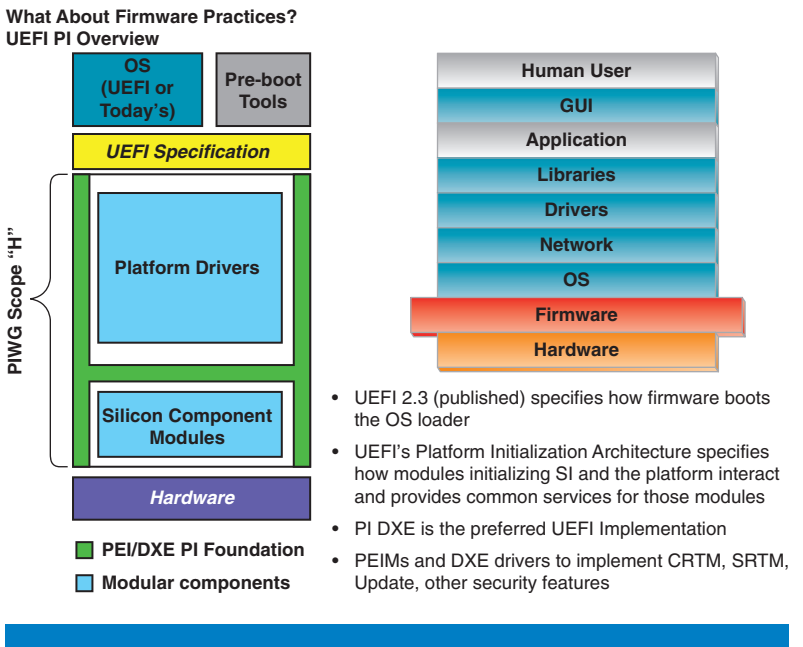 What About Firmware Practices?
UEFI PI Overview
OS
(UEFI or
Today's)
Pre-boot
Tools
UEFI Specification
PIWG Scope “H”
Platform Drivers
Silicon Component
Modules
Hardware
PEI/DXE PI Foundation
Modular components
Human User
GUI
Application
Libraries
Drivers
Network
OS
Firmware
Hardware
• UEFI 2.3 (published) specifies how firmware boots
the OS loader
• UEFI's Platform Initialization Architecture specifies
how modules initializing SI and the platform interact
and provides common services for those modules
• PI DXE is the preferred UEFI Implementation
• PEIMs and DXE drivers to implement CRTM, SRTM,
Update, other security features